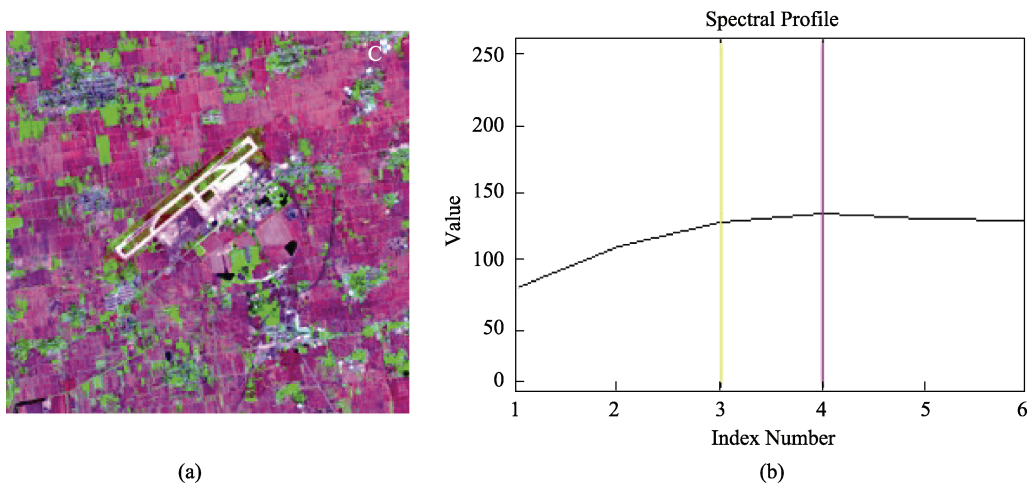 C
(a)
Spectral Profile
250
200
150
100
50
0
Value
1 2 3 4 5 6
Index Number
(b)